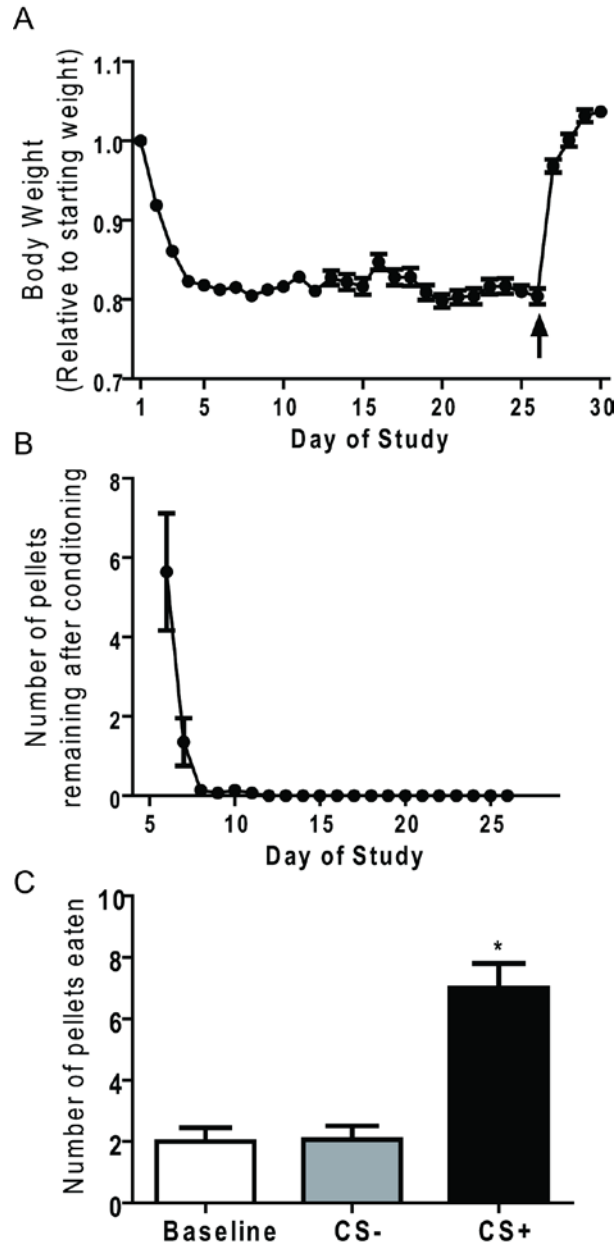 A
Body Weight
(Relative to starting weight)
1.1
1.0
0.9
0.8
0.7
1 5 10 15 20 25 30
Day of Study
B
Number of pellets
remaining after conditoning
8
6
4
2
0
5 10 15 20 25
Day of Study
C
Number of pellets eaten
10
8
6
4
2
0
*
Baseline CS- CS+